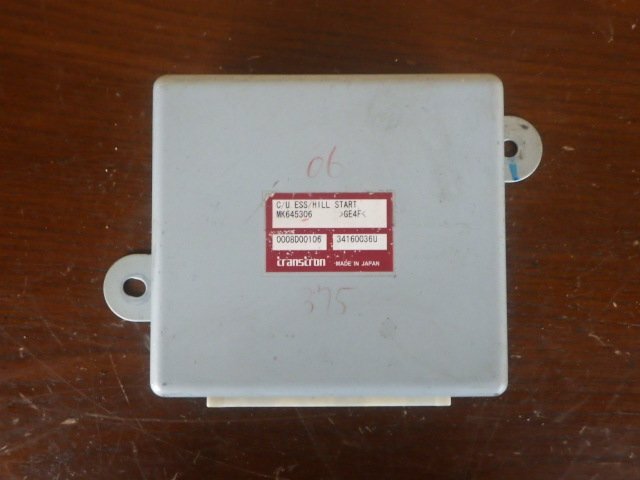 06
C/U ESS/HILL START
MK645306 >GE4F<
0008D00106 34160036U
transtron MADE IN JAPAN
375